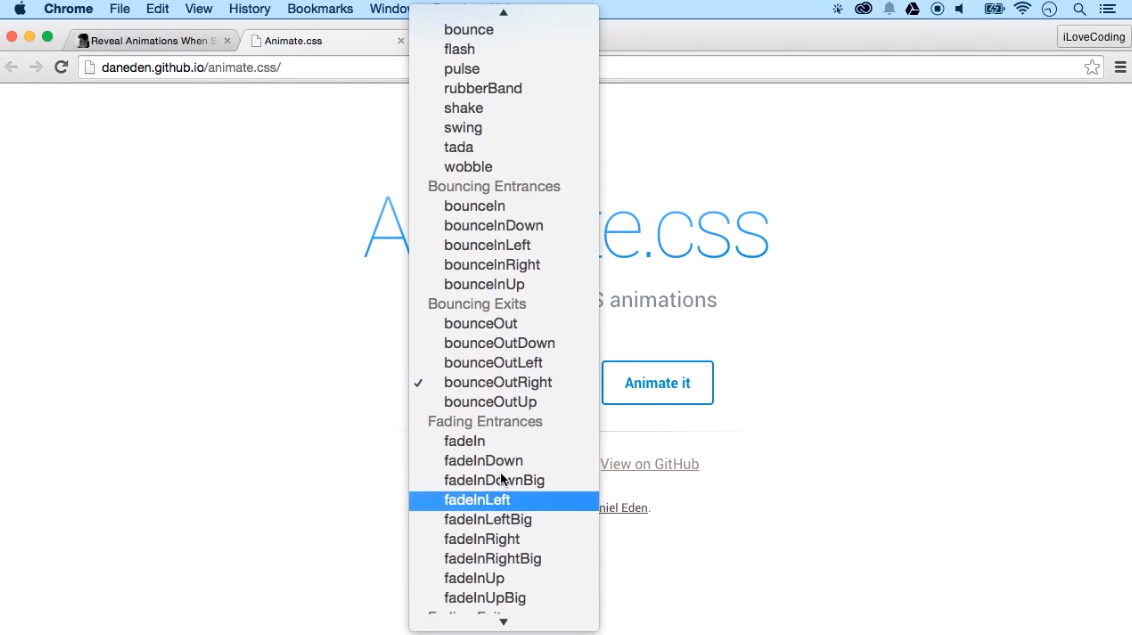 Chrome File Edit View History Bookmarks Windo
Reveal Animations When S
Animate.css
iLoveCoding
daneden.github.io/animate.css/
bounce
flash
pulse
rubberBand
shake
swing
tada
wobble
Bouncing Entrances
bounceIn
bounceInDown
bounceInLeft
bounceInRight
bounceInUp
Bouncing Exits
bounceOut
bounceOutDown
bounceOutLeft
bounceOutRight
bounceOutUp
Fading Entrances
fadeIn
fadeInDown
fadeInDownBig
fadeInLeft
fadeInLeftBig
fadeInRight
fadeInRightBig
fadeInUp
fadeInUpBig
A te.css
S animations
Animate it
View on GitHub
niel Eden.